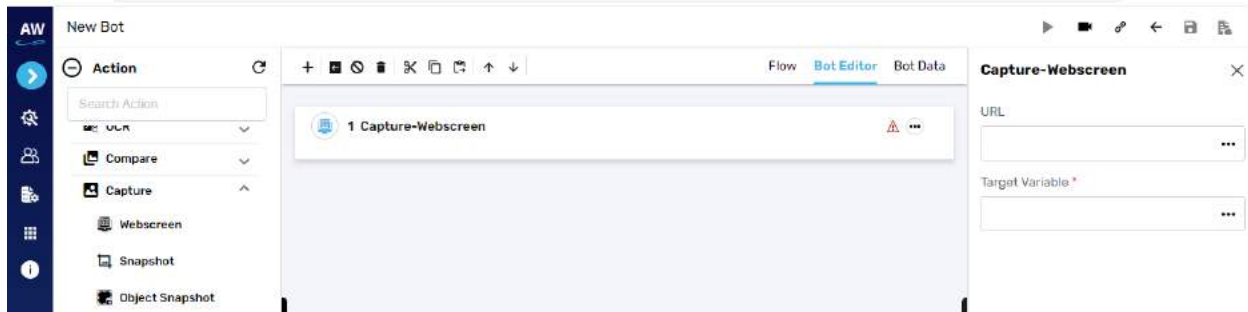 AW
New Bot
Action
Flow Bot Editor Bot Data
Capture-Webscreen
Search Action
URL
OCR
1 Capture-Webscreen
Compare
Capture
Target Variable *
Webscreen
Snapshot
Object Snapshot